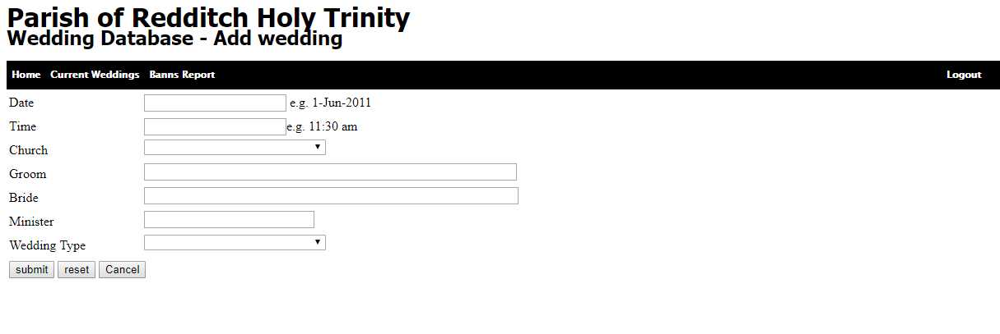 Parish of Redditch Holy Trinity
Wedding Database - Add wedding
Home Current Weddings Banns Report Logout
Date e.g. 1-Jun-2011
Time e.g. 11:30 am
Church
Groom
Bride
Minister
Wedding Type
submit reset Cancel